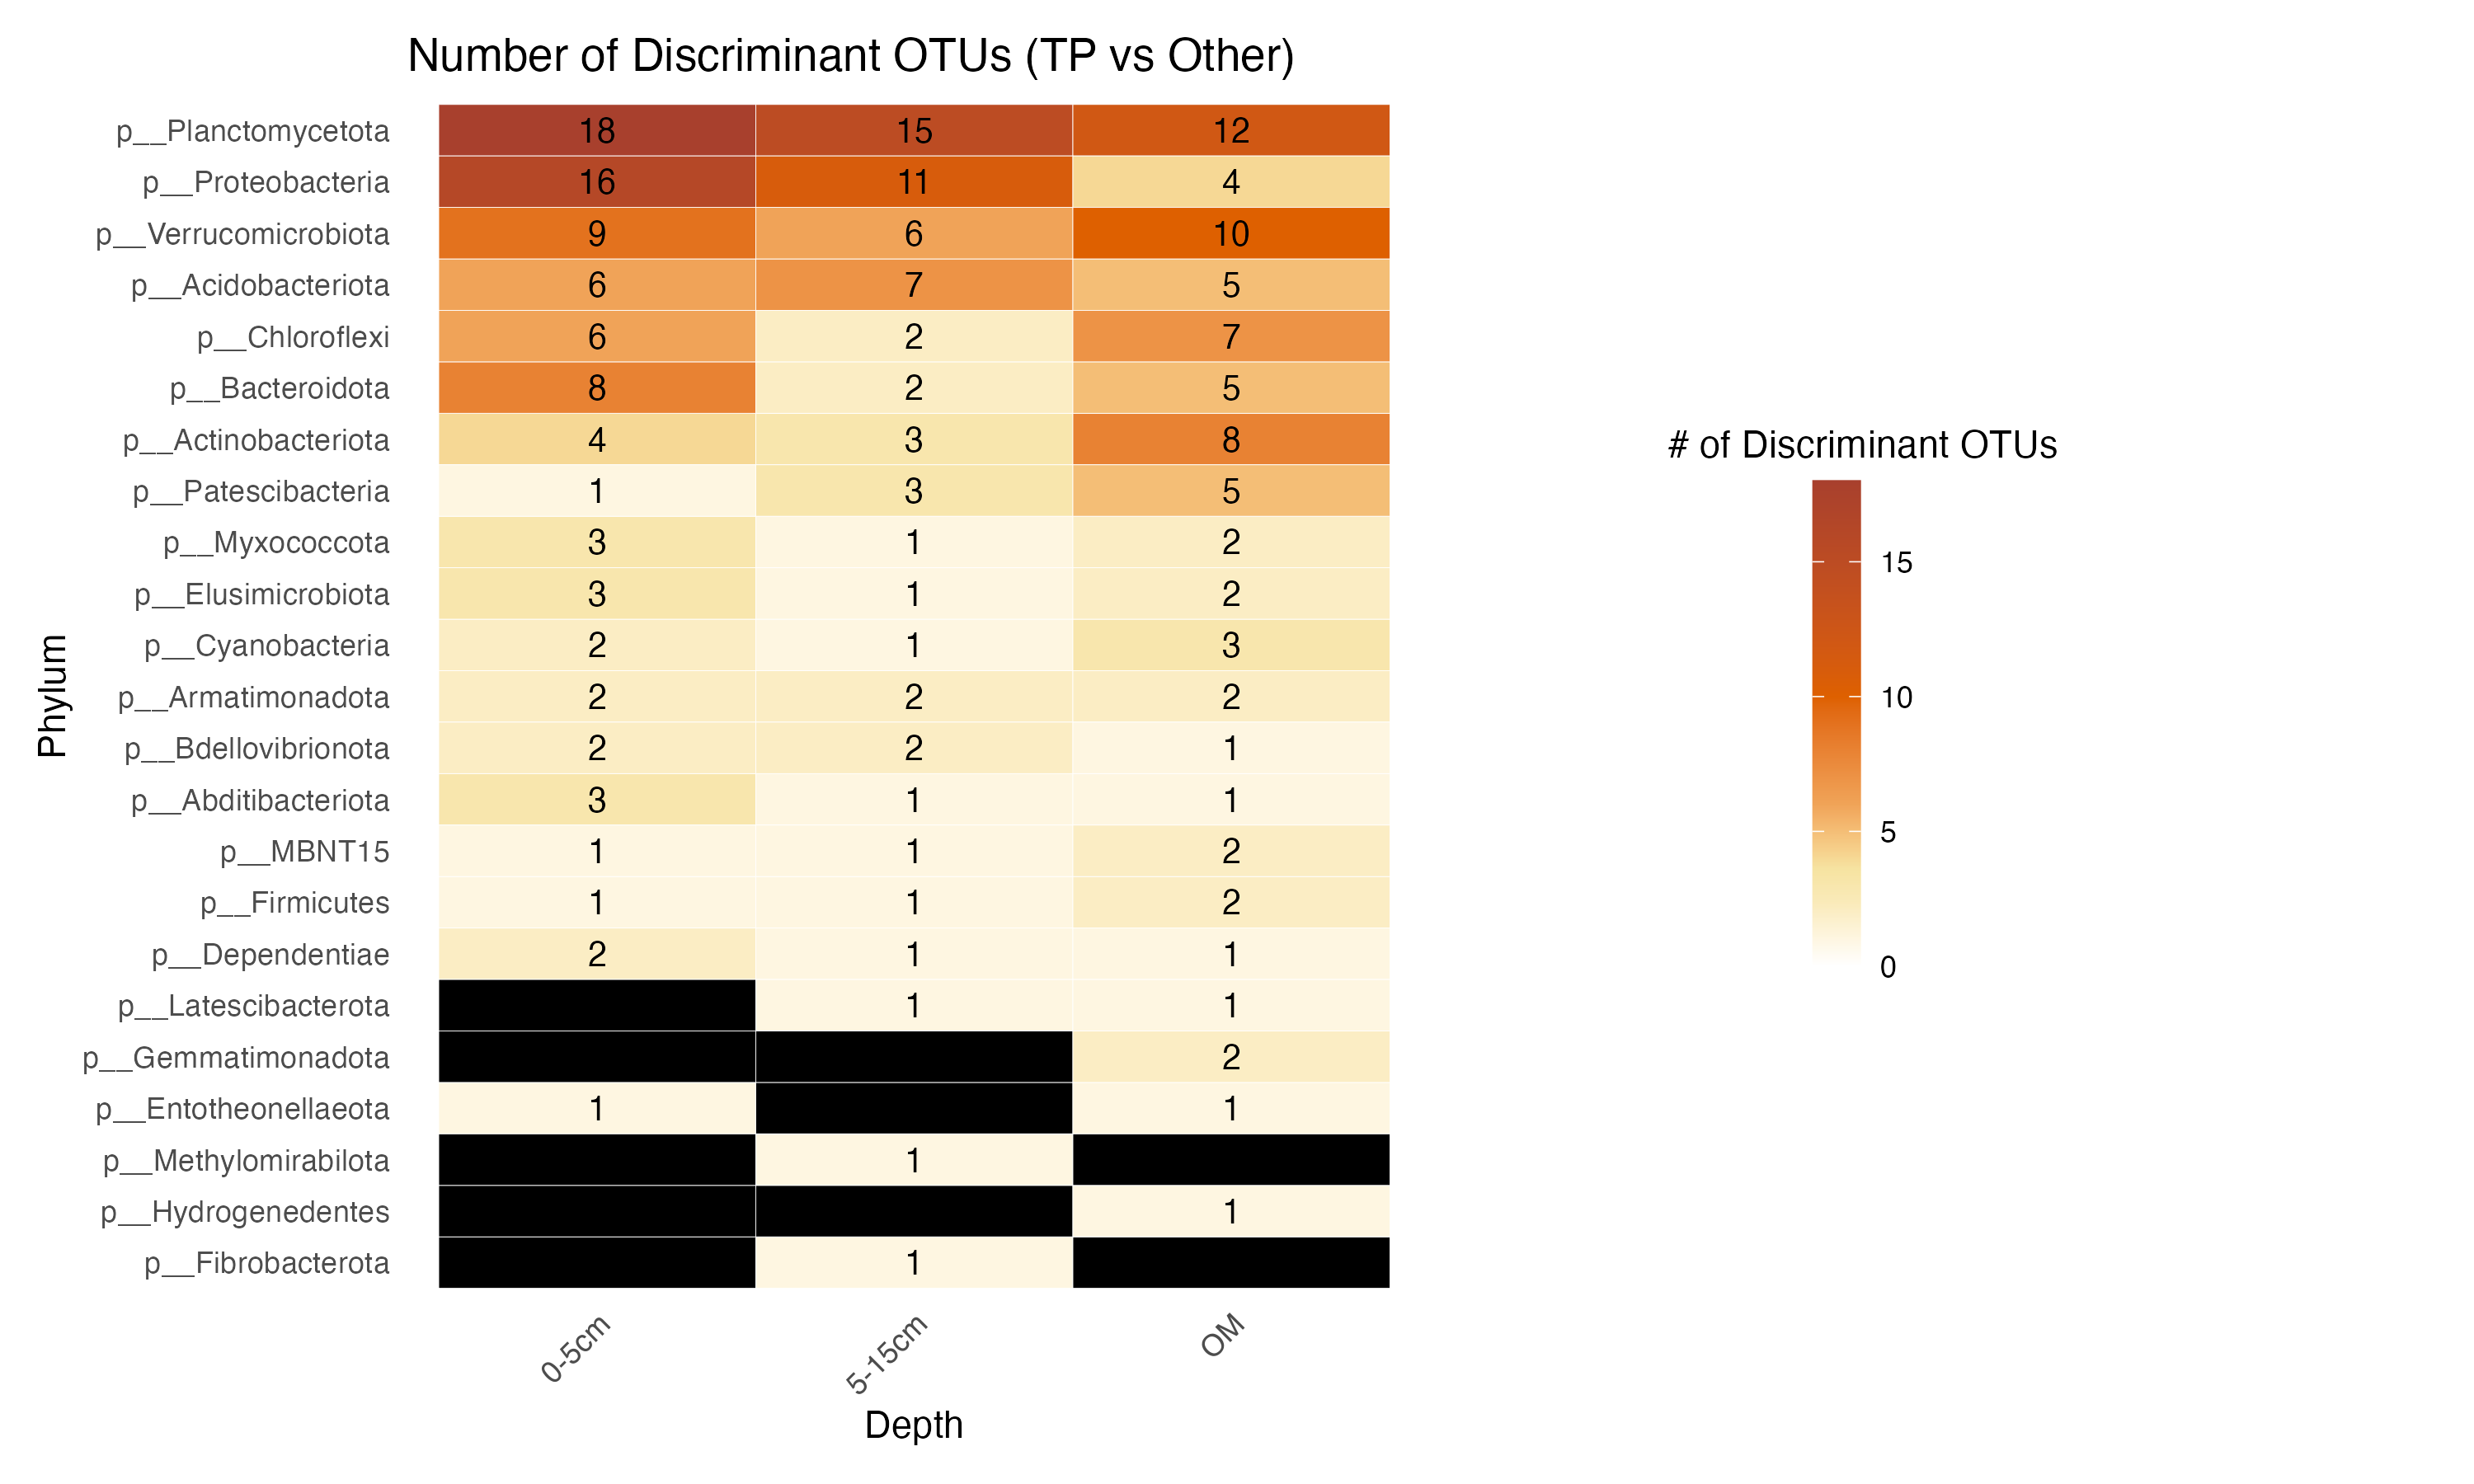 Number of Discriminant OTUs (TP vs Other)
p__Planctomycetota 18 15 12
p__Proteobacteria 16 11 4
p__Verrucomicrobiota 9 6 10
p__Acidobacteriota 6 7 5
p__Chloroflexi 6 2 7
p__Bacteroidota 8 2 5
p__Actinobacteriota 4 3 8
p__Patescibacteria 1 3 5
p__Myxococcota 3 1 2
p__Elusimicrobiota 3 1 2
p__Cyanobacteria 2 1 3
p__Armatimonadota 2 2 2
p__Bdellovibrionota 2 2 1
p__Abditibacteriota 3 1 1
p__MBNT15 1 1 2
p__Firmicutes 1 1 2
p__Dependentiae 2 1 1
p__Latescibacterota 1 1
p__Gemmatimonadota 2
p__Entotheonellaeota 1 1
p__Methylomirabilota 1
p__Hydrogenedentes 1
p__Fibrobacterota 1
Phylum
0-5cm 5-15cm OM
Depth
# of Discriminant OTUs
15
10
5
0